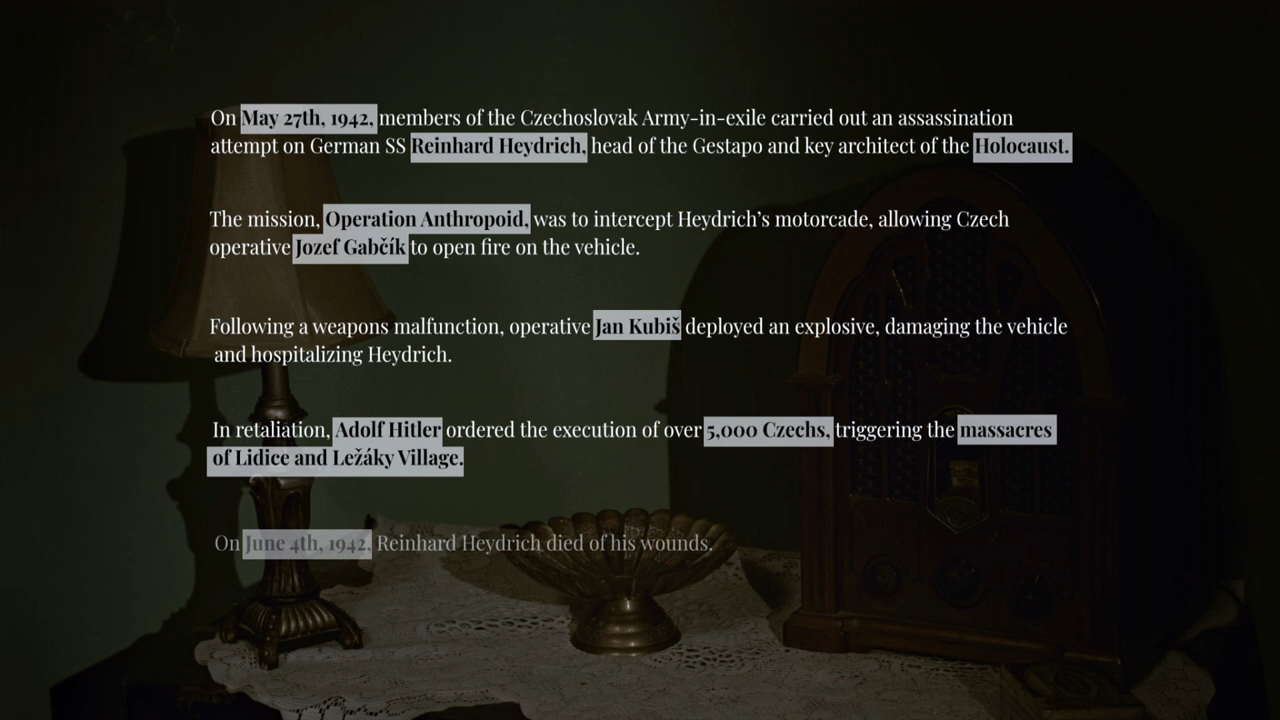 On May 27th, 1942, members of the Czechoslovak Army-in-exile carried out an assassination
attempt on German SS Reinhard Heydrich, head of the Gestapo and key architect of the Holocaust.
The mission, Operation Anthropoid, was to intercept Heydrich’s motorcade, allowing Czech
operative Jozef Gabčík to open fire on the vehicle.
Following a weapons malfunction, operative Jan Kubiš deployed an explosive, damaging the vehicle
and hospitalizing Heydrich.
In retaliation, Adolf Hitler ordered the execution of over 5,000 Czechs, triggering the massacres
of Lidice and Ležáky Village.
On June 4th, 1942, Reinhard Heydrich died of his wounds.